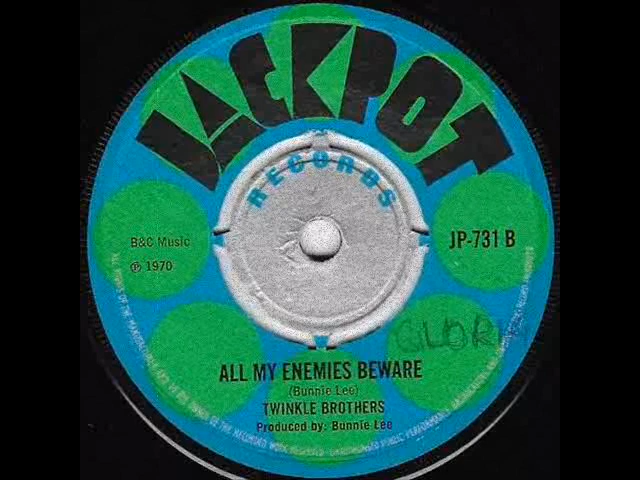 JACKPOT
RECORDS
B&C Music
℗ 1970
JP-731 B
GLORIA
ALL MY ENEMIES BEWARE
(Bunnie Lee)
TWINKLE BROTHERS
Produced by: Bunnie Lee